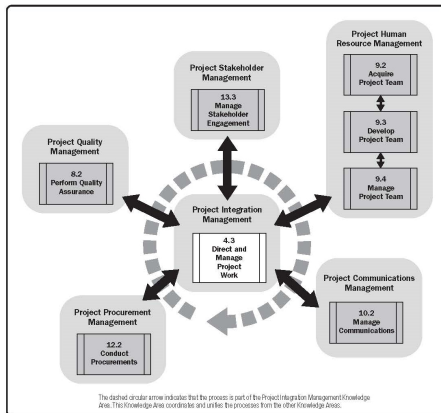 Project Stakeholder
Management
13.3
Manage
Stakeholder
Engagement
Project Human
Resource Management
9.2
Acquire
Project Team
9.3
Develop
Project Team
9.4
Manage
Project Team
Project Quality
Management
8.2
Perform Quality
Assurance
Project Integration
Management
4.3
Direct and
Manage
Project
Work
Project Communications
Management
10.2
Manage
Communications
Project Procurement
Management
12.2
Conduct
Procurements
The dashed circular arrow indicates that the process is part of the Project Integration Management Knowledge
Area. This Knowledge Area coordinates and unifies the processes from the other Knowledge Areas.